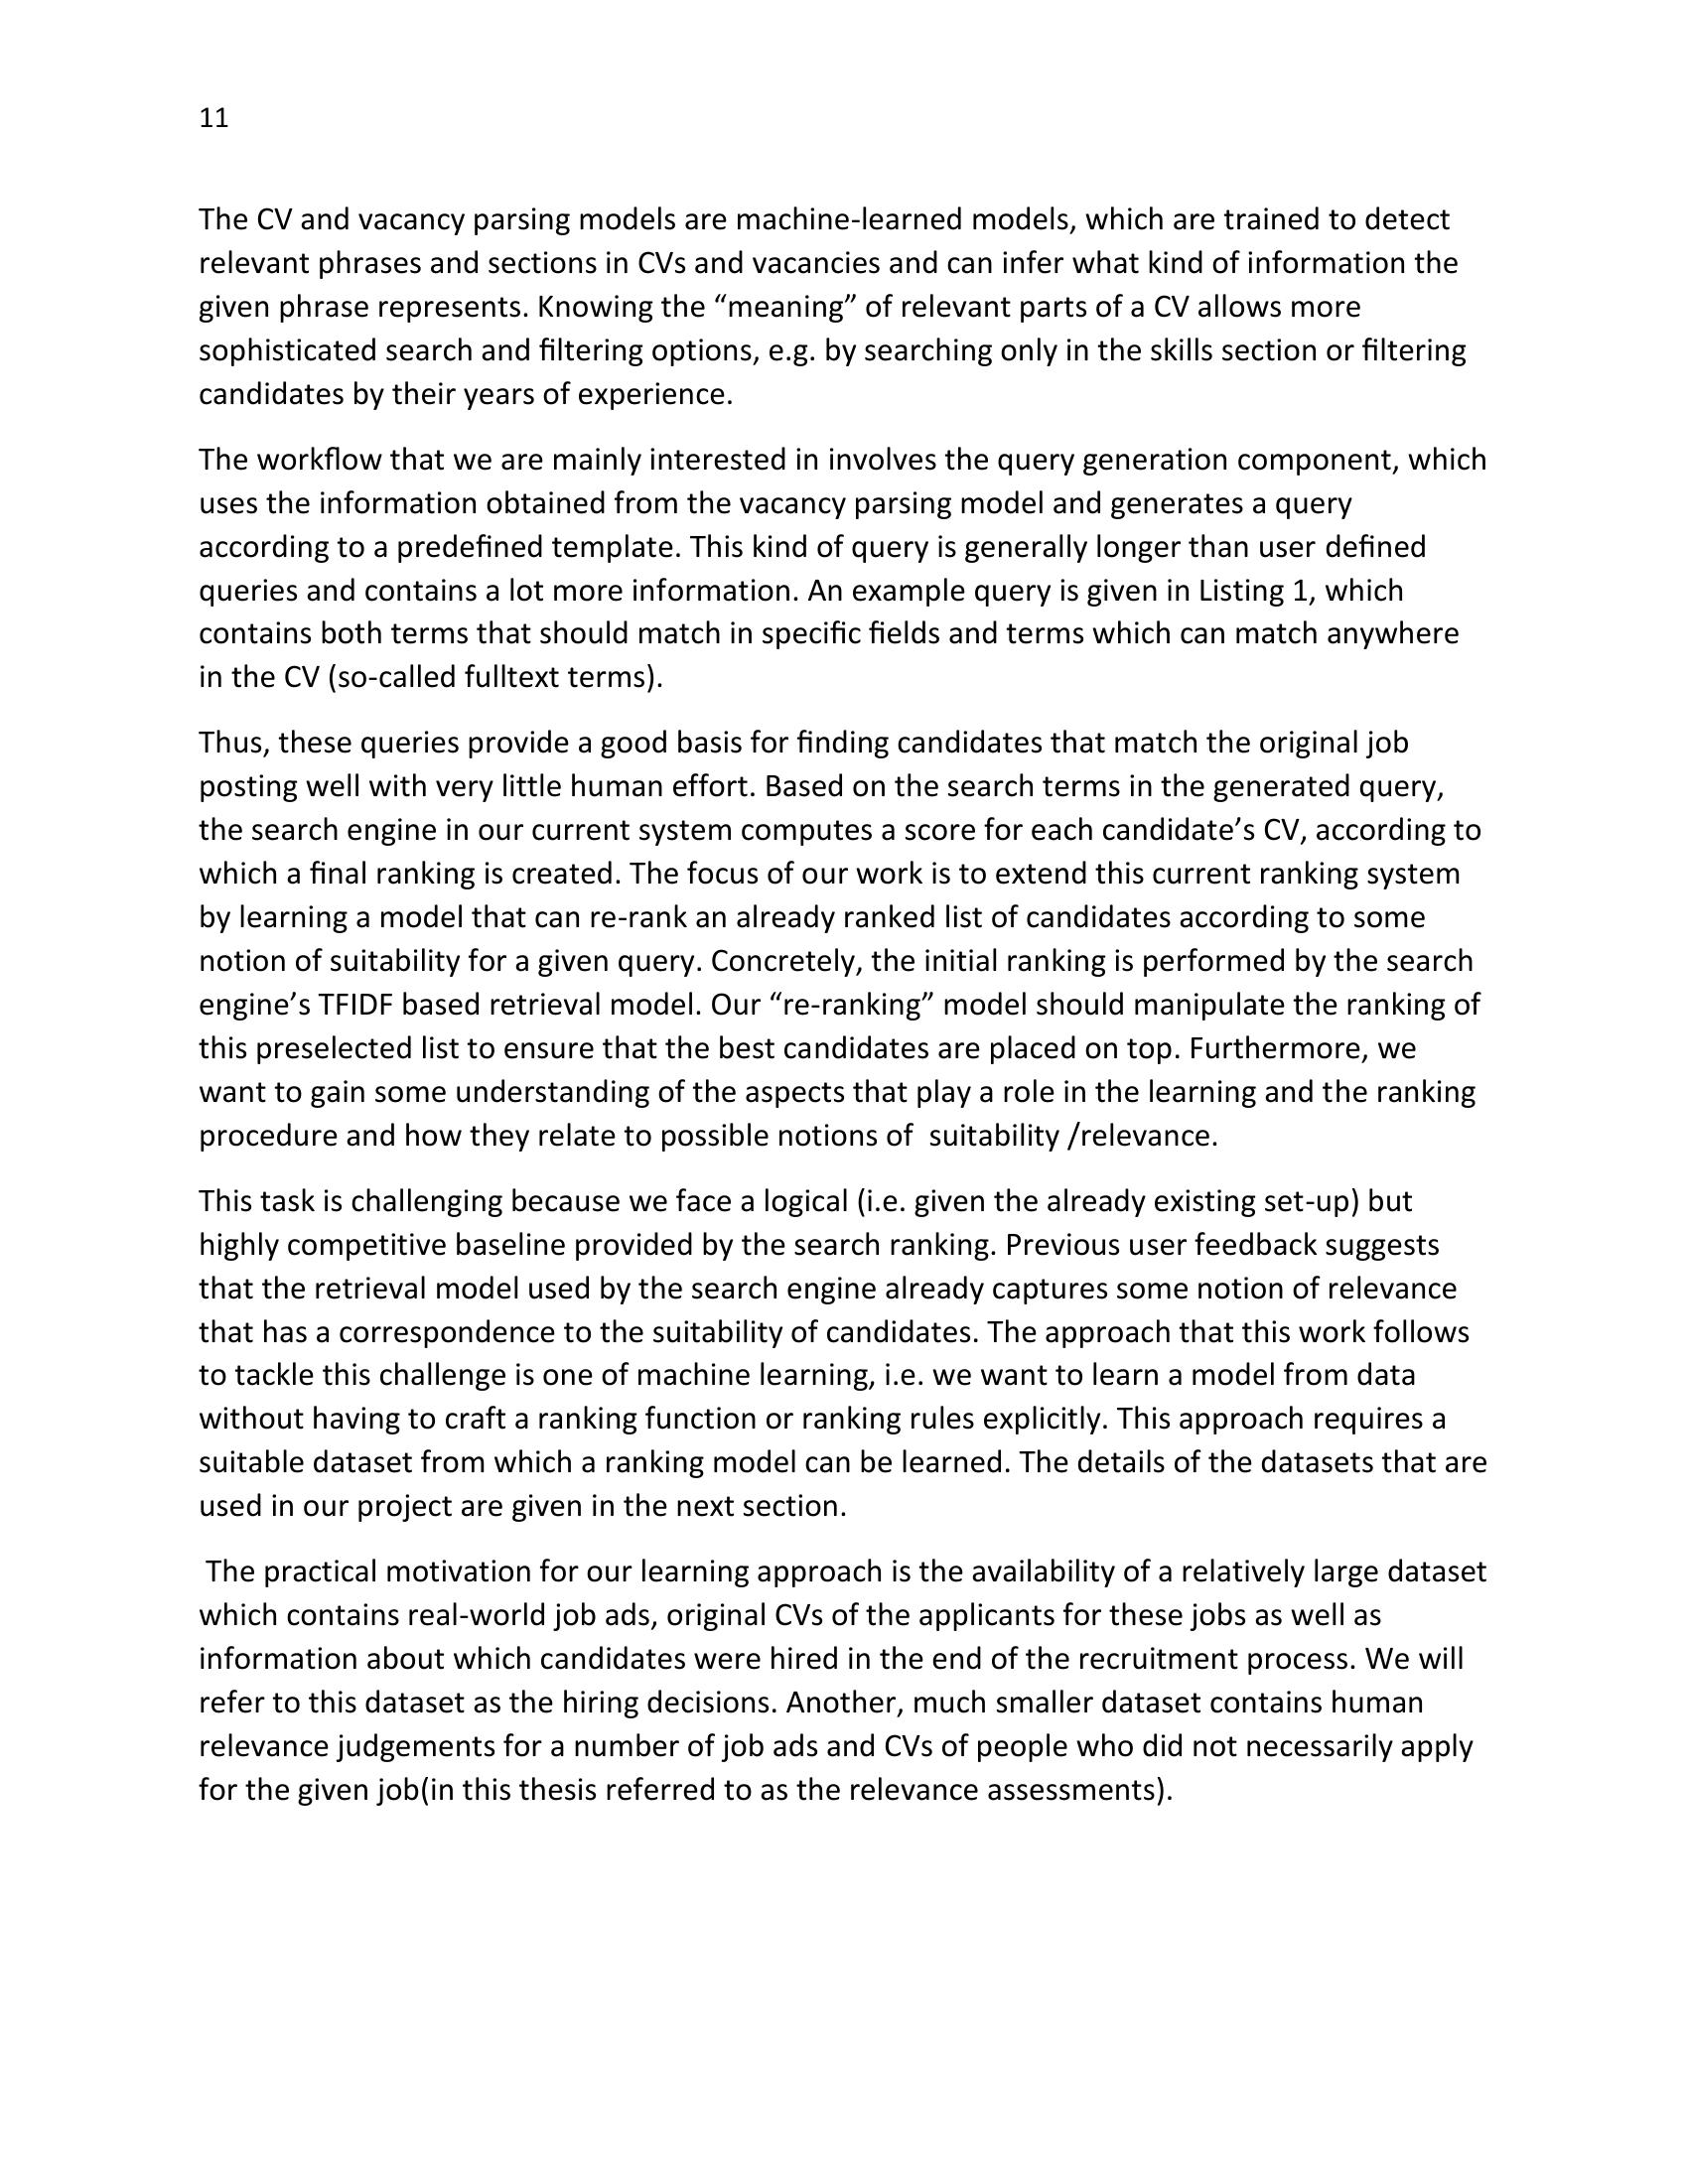 11
The CV and vacancy parsing models are machine-learned models, which are trained to detect
relevant phrases and sections in CVs and vacancies and can infer what kind of information the
given phrase represents. Knowing the “meaning” of relevant parts of a CV allows more
sophisticated search and filtering options, e.g. by searching only in the skills section or filtering
candidates by their years of experience.
The workflow that we are mainly interested in involves the query generation component, which
uses the information obtained from the vacancy parsing model and generates a query
according to a predefined template. This kind of query is generally longer than user defined
queries and contains a lot more information. An example query is given in Listing 1, which
contains both terms that should match in specific fields and terms which can match anywhere
in the CV (so-called fulltext terms).
Thus, these queries provide a good basis for finding candidates that match the original job
posting well with very little human effort. Based on the search terms in the generated query,
the search engine in our current system computes a score for each candidate’s CV, according to
which a final ranking is created. The focus of our work is to extend this current ranking system
by learning a model that can re-rank an already ranked list of candidates according to some
notion of suitability for a given query. Concretely, the initial ranking is performed by the search
engine’s TFIDF based retrieval model. Our “re-ranking” model should manipulate the ranking of
this preselected list to ensure that the best candidates are placed on top. Furthermore, we
want to gain some understanding of the aspects that play a role in the learning and the ranking
procedure and how they relate to possible notions of  suitability /relevance.
This task is challenging because we face a logical (i.e. given the already existing set-up) but
highly competitive baseline provided by the search ranking. Previous user feedback suggests
that the retrieval model used by the search engine already captures some notion of relevance
that has a correspondence to the suitability of candidates. The approach that this work follows
to tackle this challenge is one of machine learning, i.e. we want to learn a model from data
without having to craft a ranking function or ranking rules explicitly. This approach requires a
suitable dataset from which a ranking model can be learned. The details of the datasets that are
used in our project are given in the next section.
The practical motivation for our learning approach is the availability of a relatively large dataset
which contains real-world job ads, original CVs of the applicants for these jobs as well as
information about which candidates were hired in the end of the recruitment process. We will
refer to this dataset as the hiring decisions. Another, much smaller dataset contains human
relevance judgements for a number of job ads and CVs of people who did not necessarily apply
for the given job(in this thesis referred to as the relevance assessments).